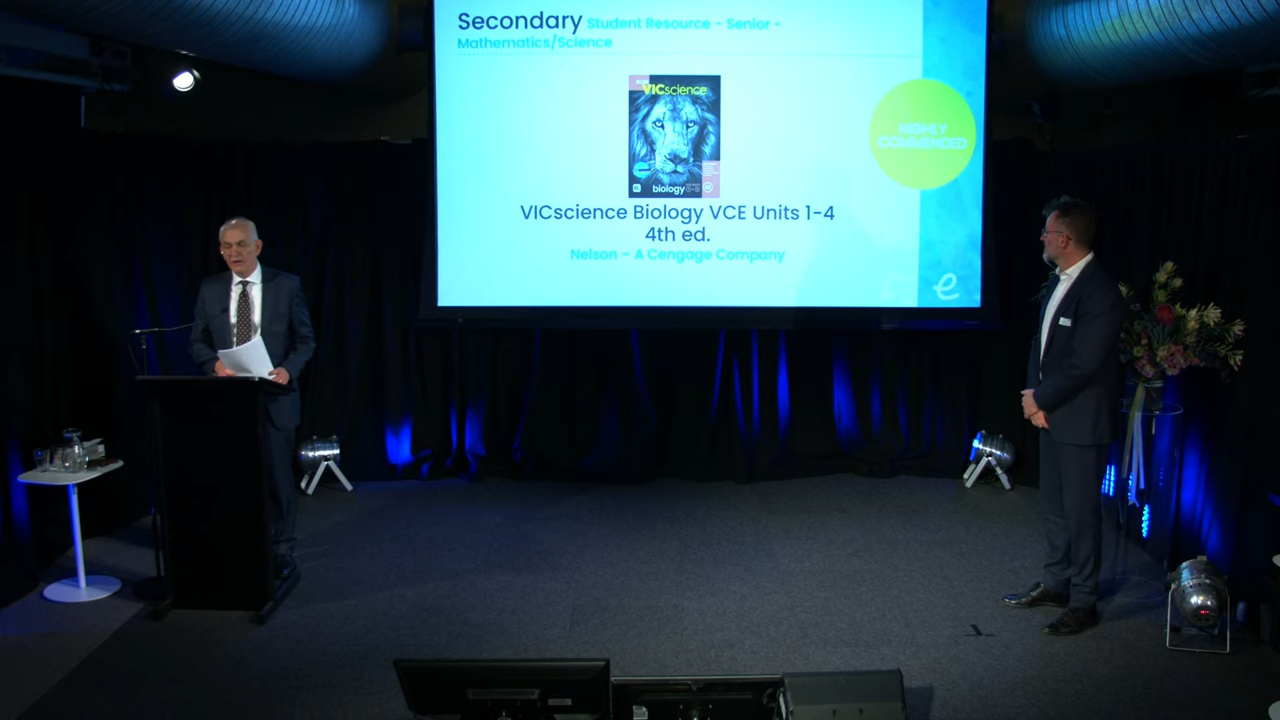 Secondary Student Resource - Senior -
Mathematics/Science
VICscience
biology
HIGHLY
COMMENDED
VICscience Biology VCE Units 1-4
4th ed.
Nelson – A Cengage Company
e